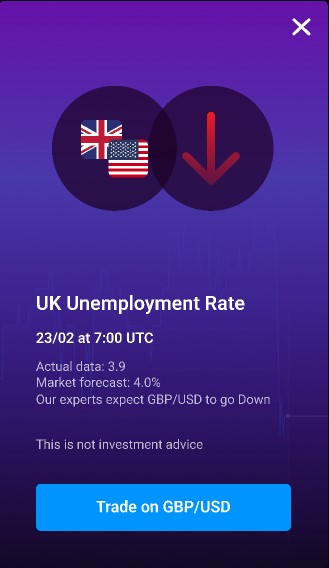 UK Unemployment Rate
23/02 at 7:00 UTC
Actual data: 3.9
Market forecast: 4.0%
Our experts expect GBP/USD to go Down
This is not investment advice
Trade on GBP/USD